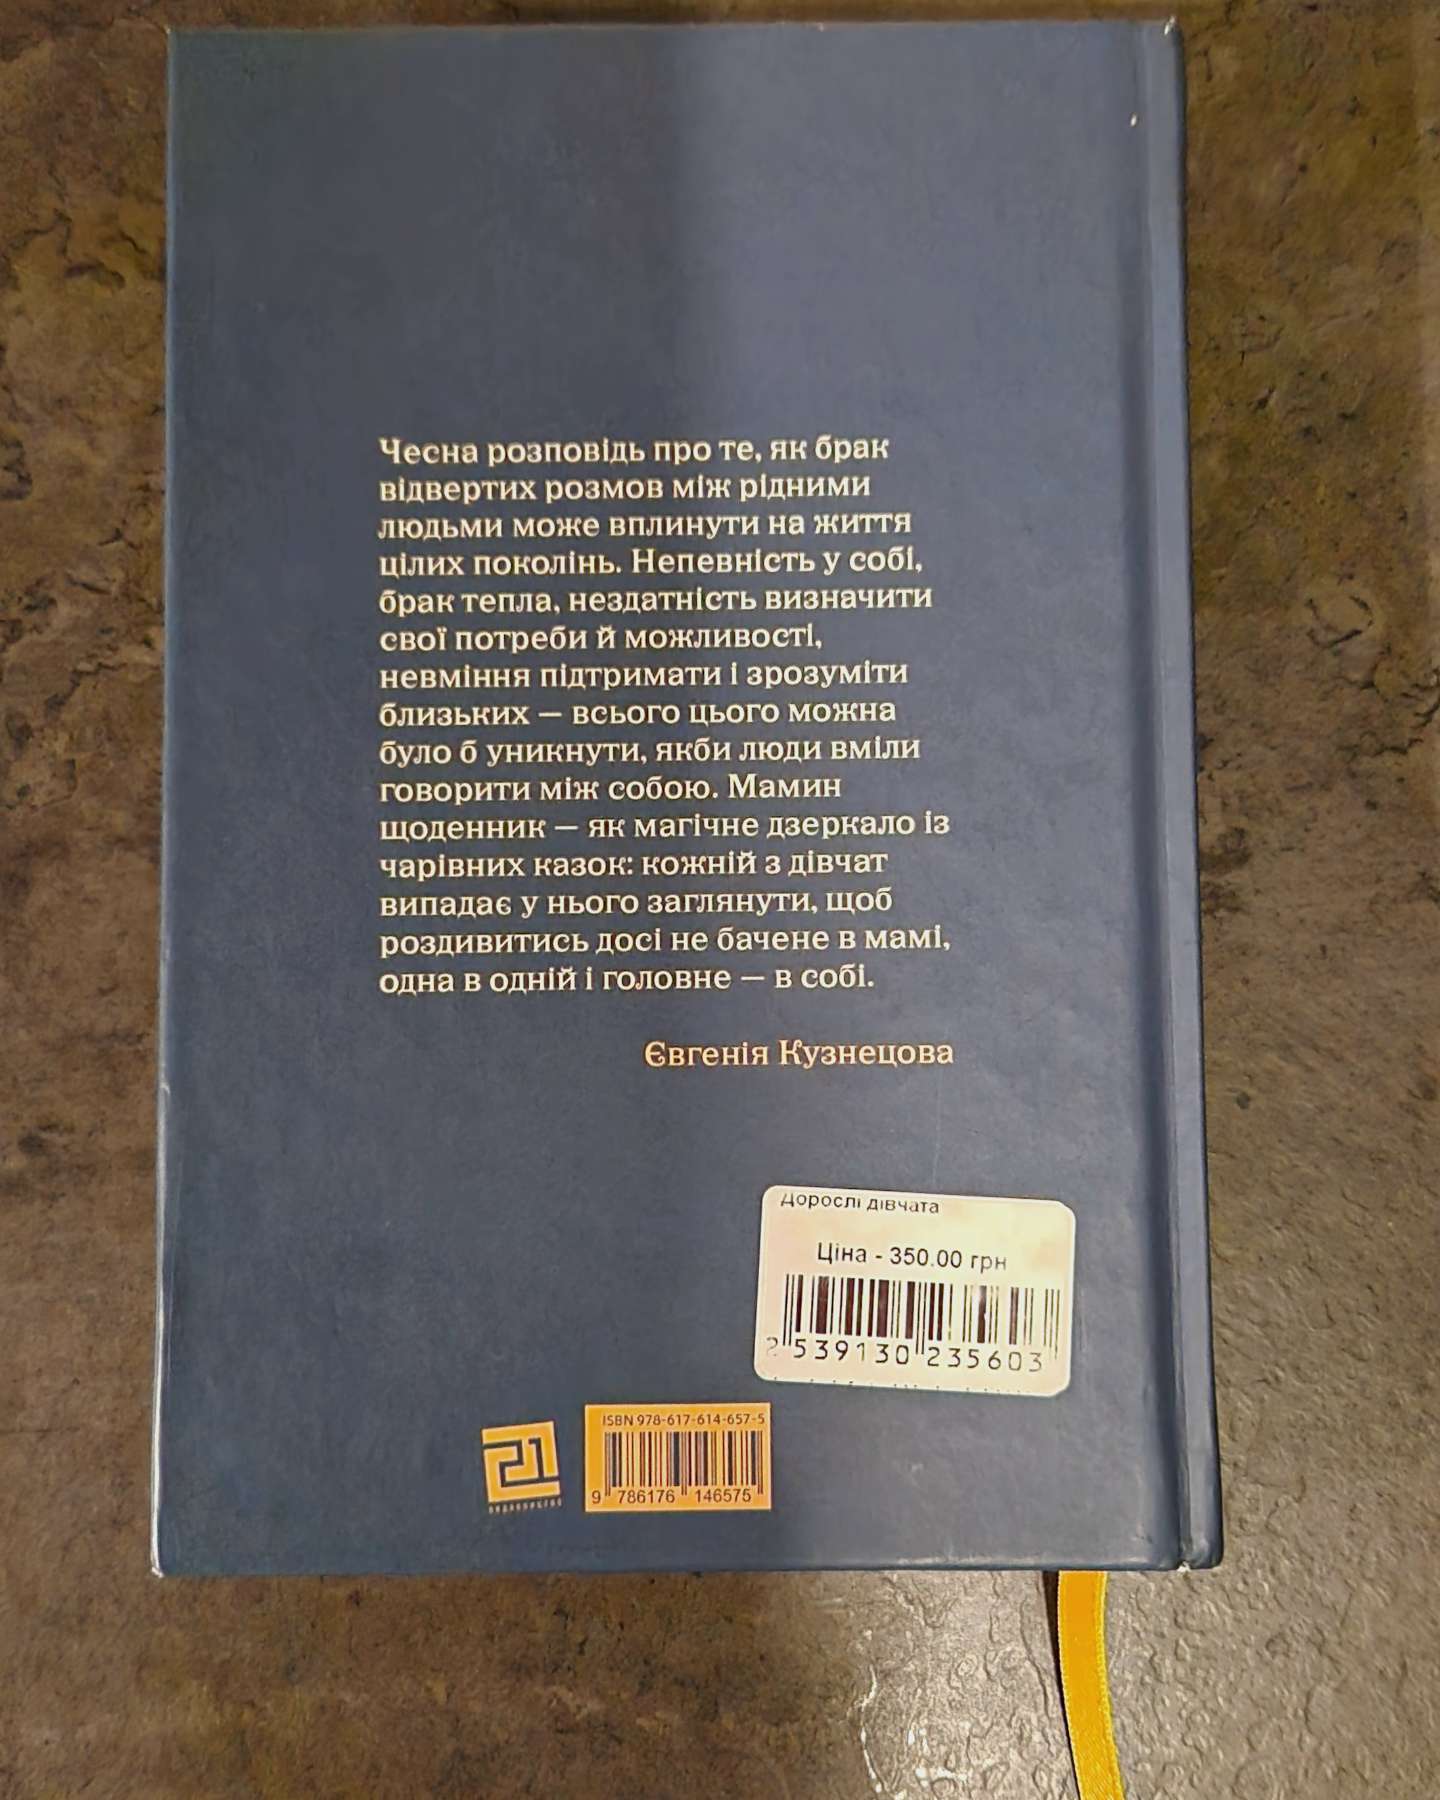 Чесна розповідь про те, як брак
відвертих розмов між рідними
людьми може вплинути на життя
цілих поколінь. Непевність у собі,
брак тепла, нездатність визначити
свої потреби й можливості,
невміння підтримати і зрозуміти
близьких — всього цього можна
було б уникнути, якби люди вміли
говорити між собою. Мамин
щоденник — як магічне дзеркало із
чарівних казок: кожній з дівчат
випадає у нього заглянути, щоб
роздивитись досі не бачене в мамі,
одна в одній і головне — в собі.
Євгенія Кузнецова
Дорослі дівчата
Ціна - 350.00 грн
2 539130 235603
ISBN 978-617-614-657-5
9 786176 146575
21
видавництво